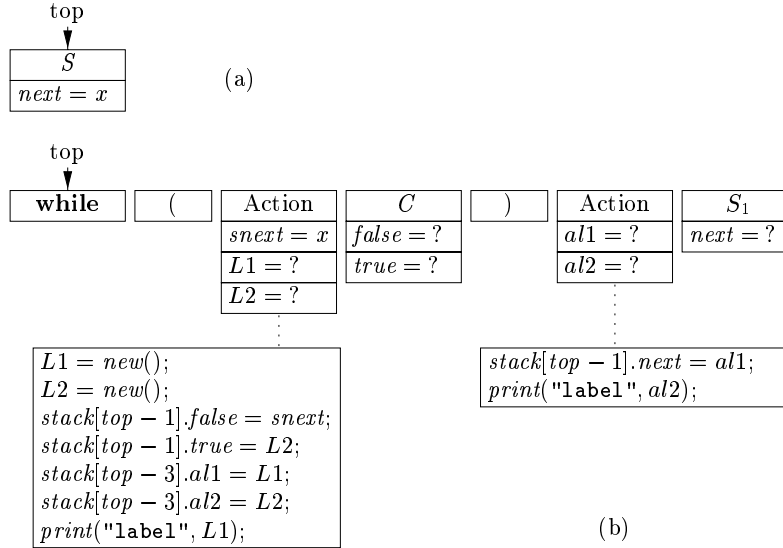 top
S
next = x
(a)
top
while ( Action C ) Action S1
snext = x false = ? al1 = ? next = ?
L1 = ? true = ? al2 = ?
L2 = ?
L1 = new();
L2 = new();
stack[top − 1].false = snext;
stack[top − 1].true = L2;
stack[top − 3].al1 = L1;
stack[top − 3].al2 = L2;
print("label", L1);
stack[top − 1].next = al1;
print("label", al2);
(b)